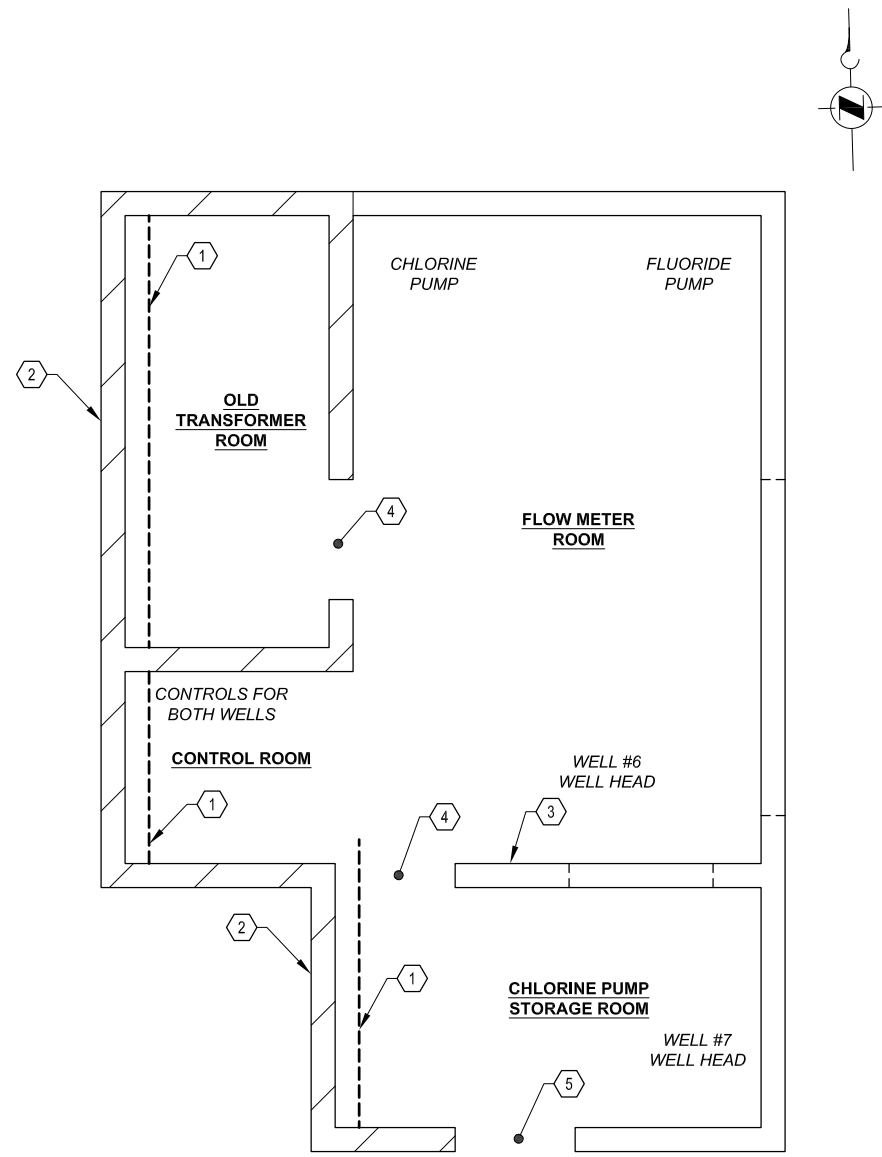 1
CHLORINE
PUMP
FLUORIDE
PUMP
2
OLD
TRANSFORMER
ROOM
4
FLOW METER
ROOM
CONTROLS FOR
BOTH WELLS
CONTROL ROOM
WELL #6
WELL HEAD
1
4
3
2
1
CHLORINE PUMP
STORAGE ROOM
WELL #7
WELL HEAD
5